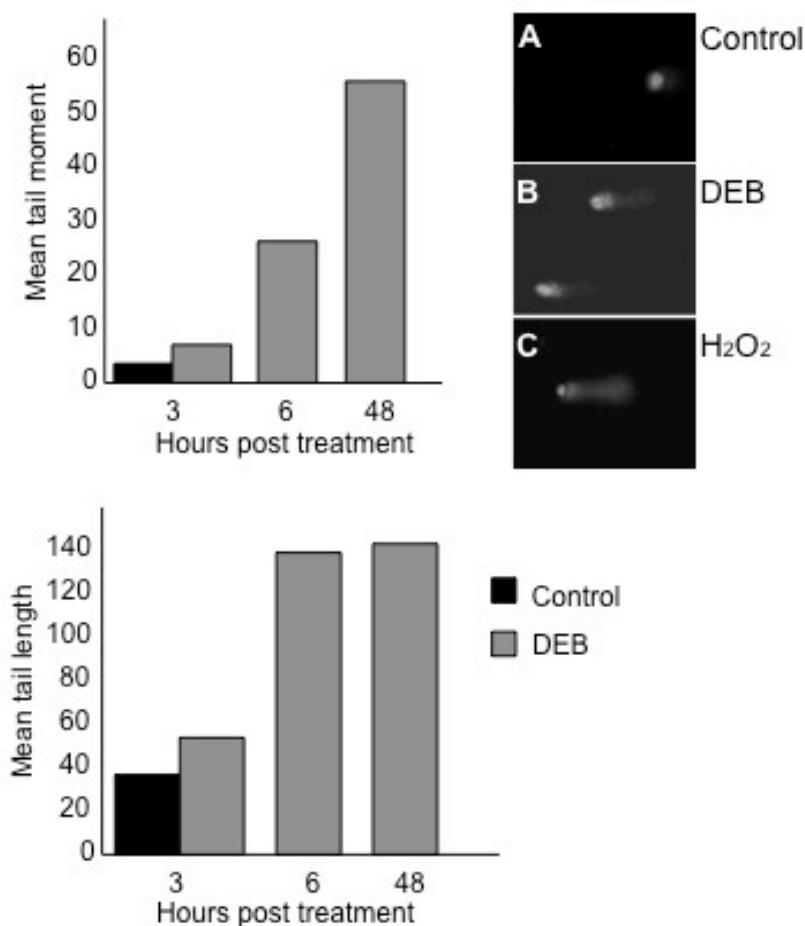 60
50
40
30
20
10
0
Mean tail moment
3 6 48
Hours post treatment
A Control
B DEB
C H₂O₂
140
120
100
80
60
40
20
0
Mean tail length
3 6 48
Hours post treatment
Control
DEB